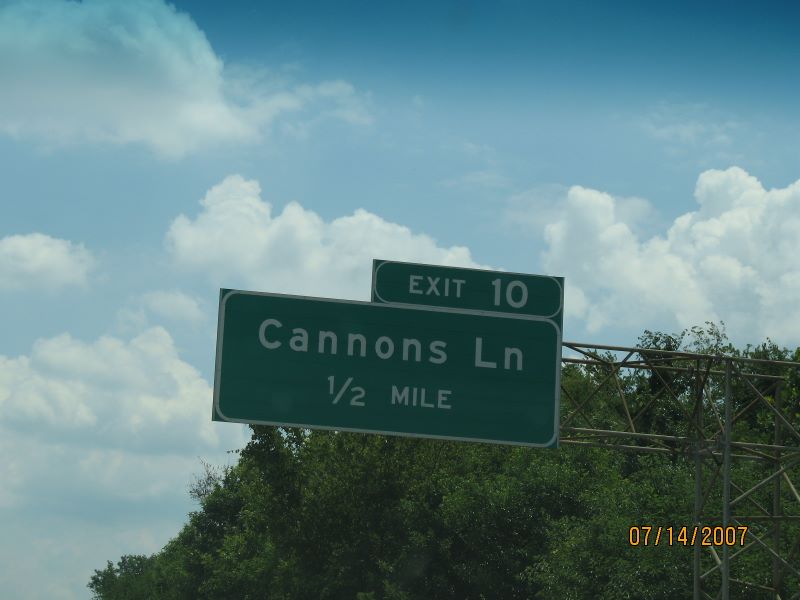 EXIT 10
Cannons Ln
1/2 MILE
07/14/2007